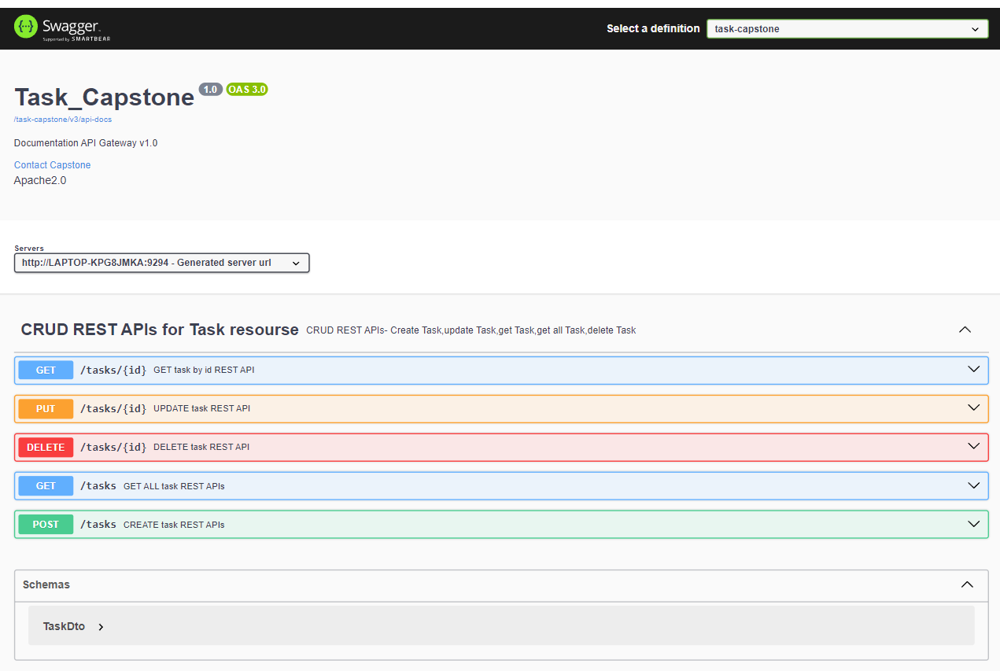 Swagger.
Supported by SMARTBEAR
Select a definition
task-capstone
Task_Capstone 1.0 OAS 3.0
/task-capstone/v3/api-docs
Documentation API Gateway v1.0
Contact Capstone
Apache2.0
Servers
http://LAPTOP-KPG8JMKA:9294 - Generated server url
CRUD REST APIs for Task resourse CRUD REST APIs- Create Task,update Task,get Task,get all Task,delete Task
GET /tasks/{id} GET task by id REST API
PUT /tasks/{id} UPDATE task REST API
DELETE /tasks/{id} DELETE task REST API
GET /tasks GET ALL task REST APIs
POST /tasks CREATE task REST APIs
Schemas
TaskDto